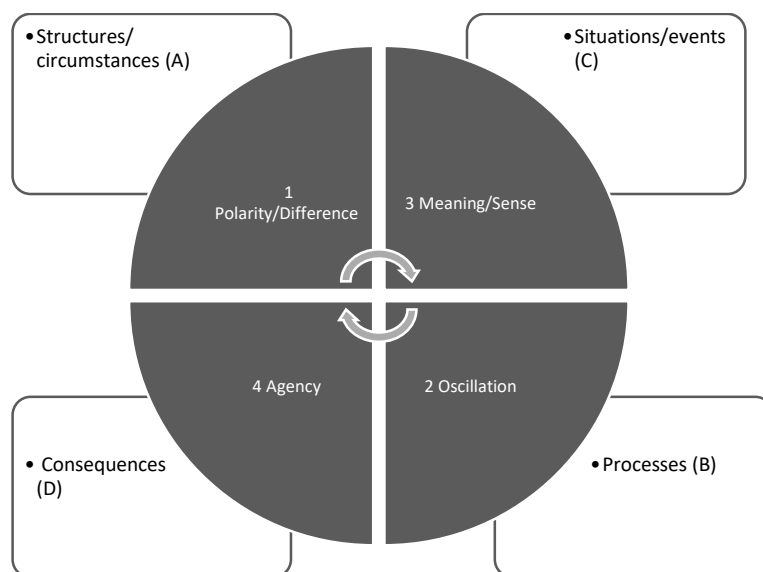 •Structures/
circumstances (A)
•Situations/events
(C)
1
Polarity/Difference
3 Meaning/Sense
4 Agency
2 Oscillation
• Consequences
(D)
•Processes (B)